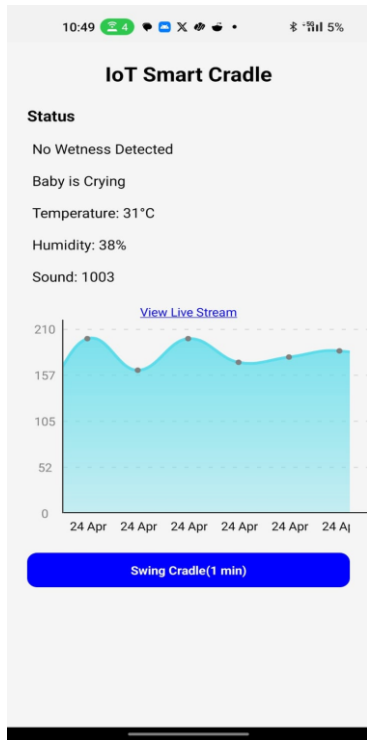 10:49 4 5G 5%
IoT Smart Cradle
Status
No Wetness Detected
Baby is Crying
Temperature: 31°C
Humidity: 38%
Sound: 1003
View Live Stream
210
157
105
52
0
24 Apr 24 Apr 24 Apr 24 Apr 24 Apr 24 Ap
Swing Cradle(1 min)